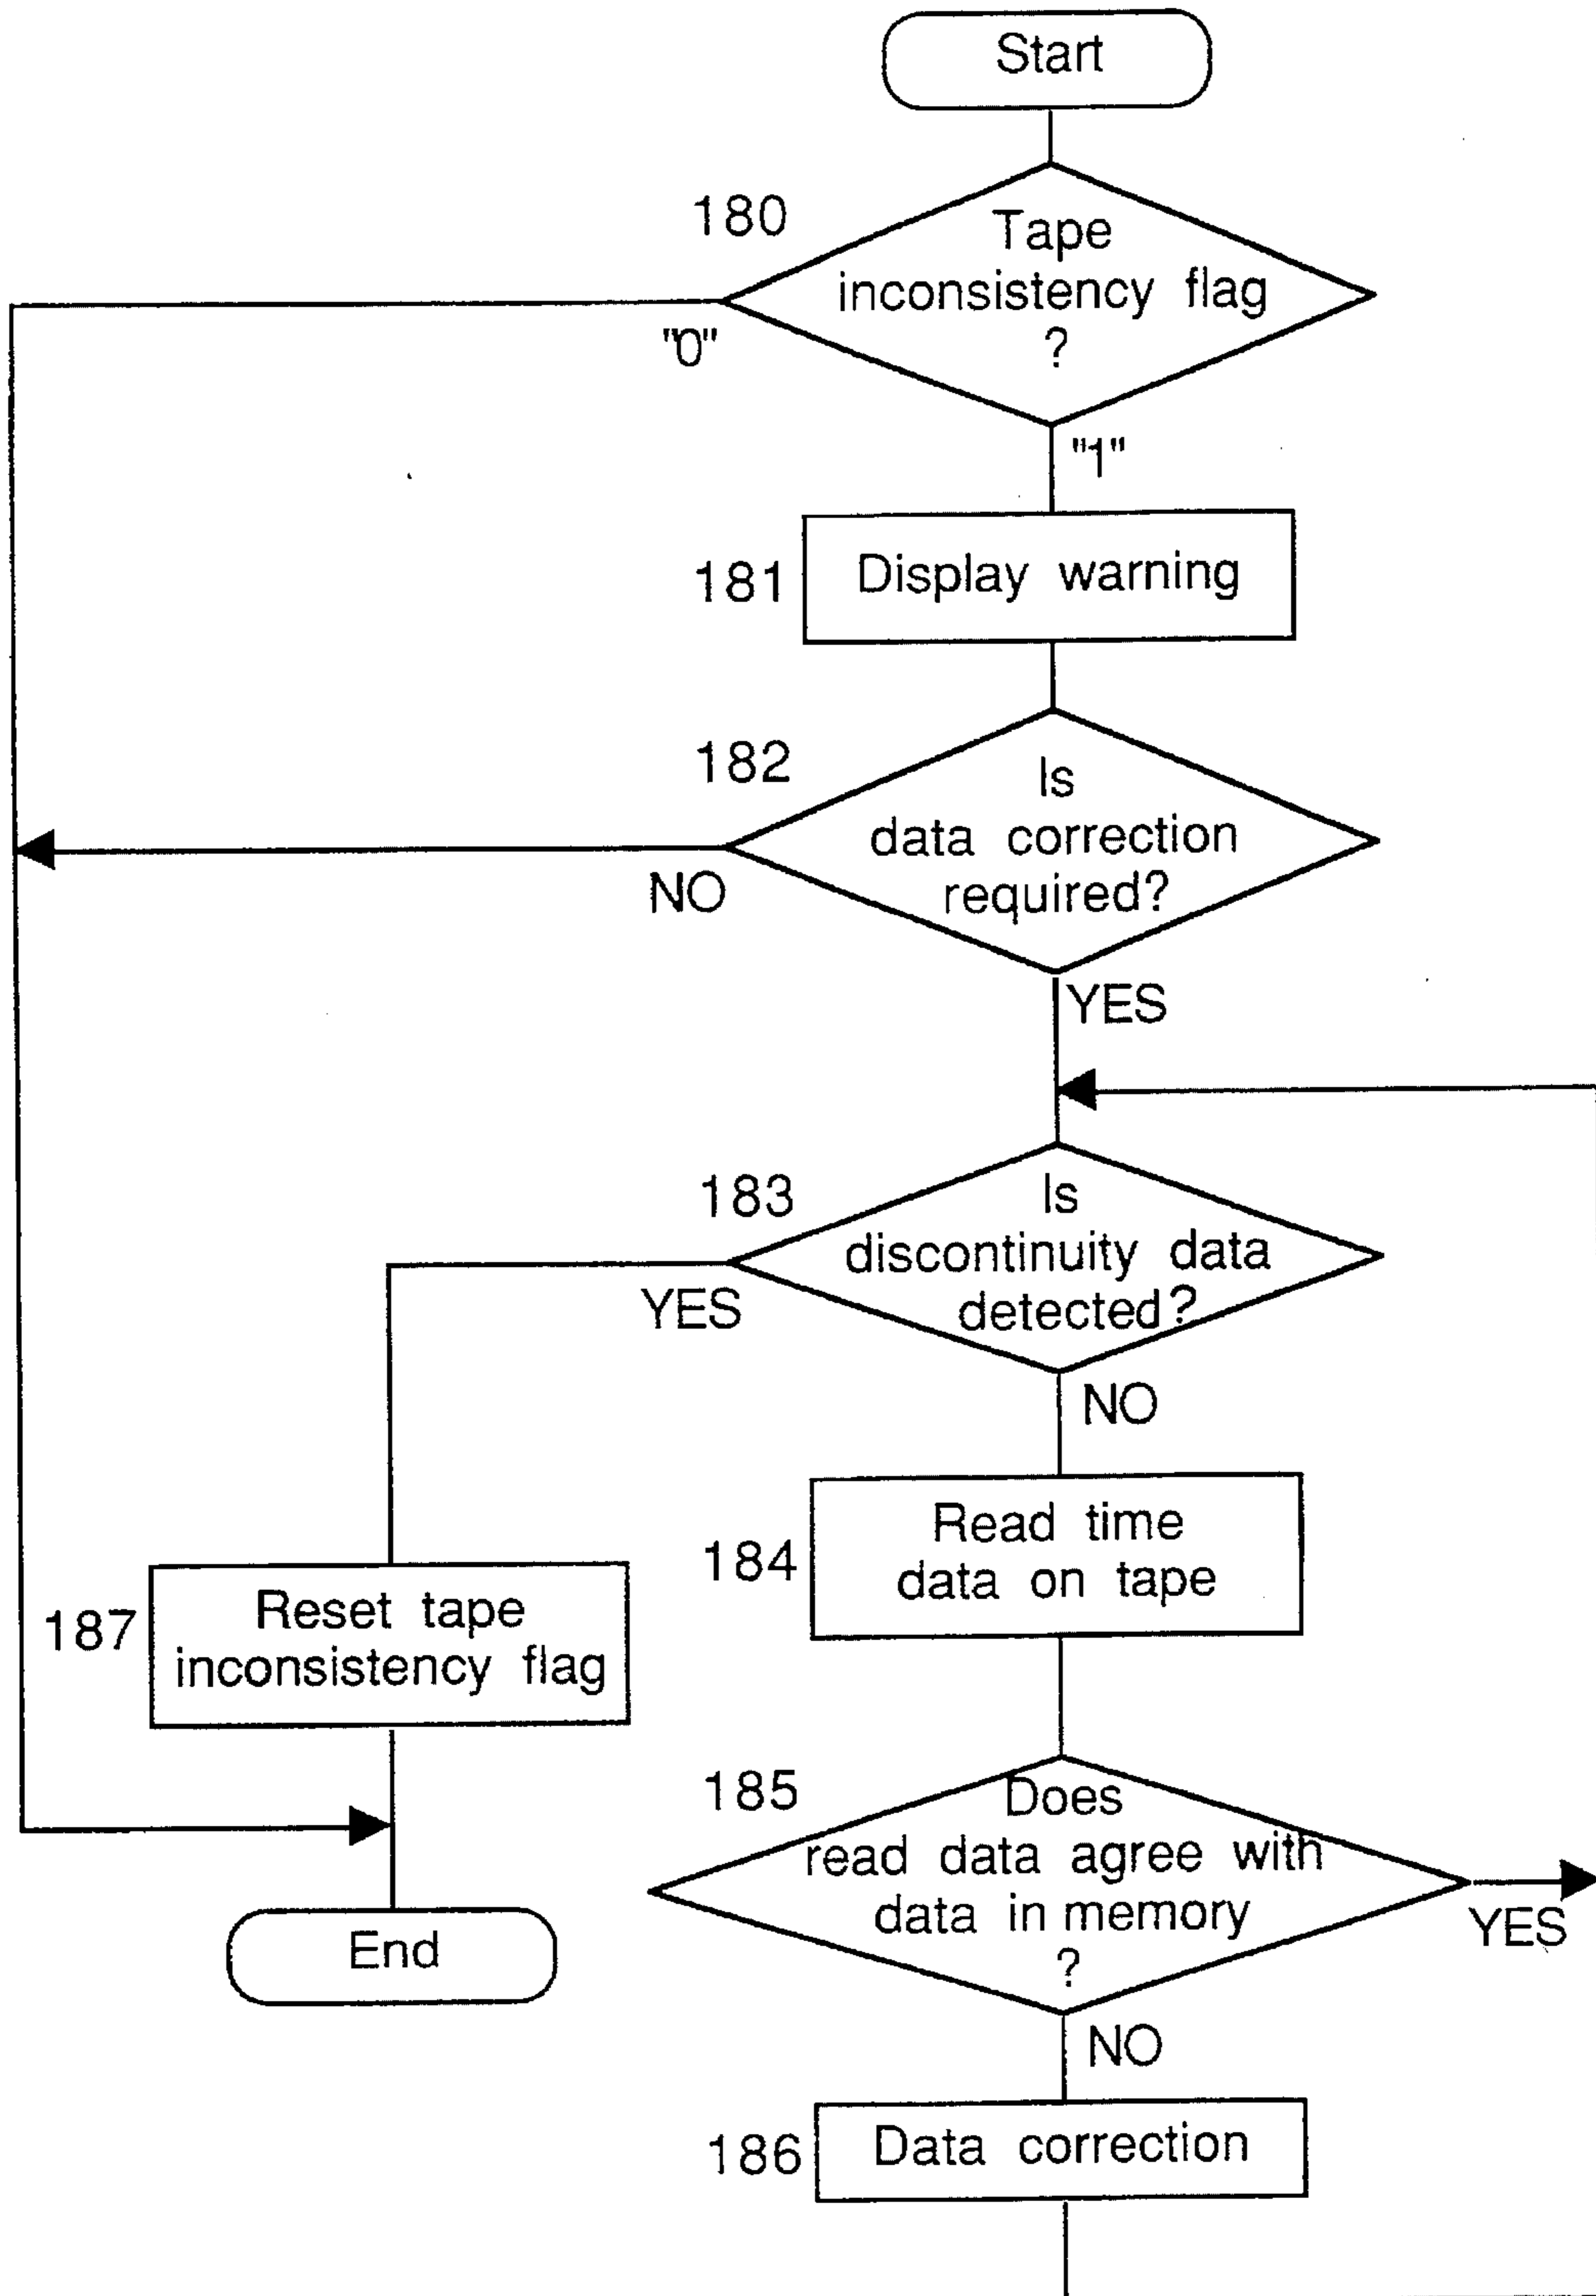 Start
180
Tape
inconsistency flag
?
"0"
"1"
181
Display warning
182
Is
data correction
required?
NO
YES
183
Is
discontinuity data
detected?
YES
NO
184
Read time
data on tape
187
Reset tape
inconsistency flag
185
Does
read data agree with
data in memory
?
YES
End
NO
186
Data correction